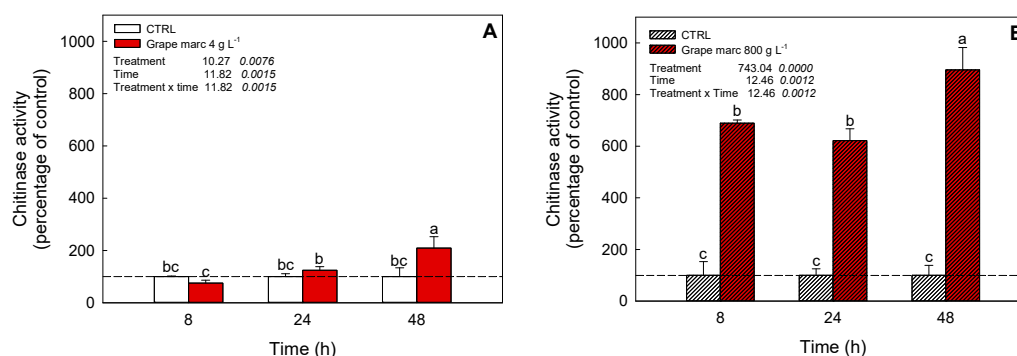 A
CTRL
Grape marc 4 g L⁻¹
Treatment 10.27 0.0076
Time 11.82 0.0015
Treatment x time 11.82 0.0015
Chitinase activity
(percentage of control)
1000
800
600
400
200
0
bc c bc b bc a
8 24 48
Time (h)
CTRL
Grape marc 800 g L⁻¹
Treatment 743.04 0.0000
Time 12.46 0.0012
Treatment x Time 12.46 0.0012
Chitinase activity
(percentage of control)
1000
800
600
400
200
0
c b c b c a
8 24 48
Time (h)